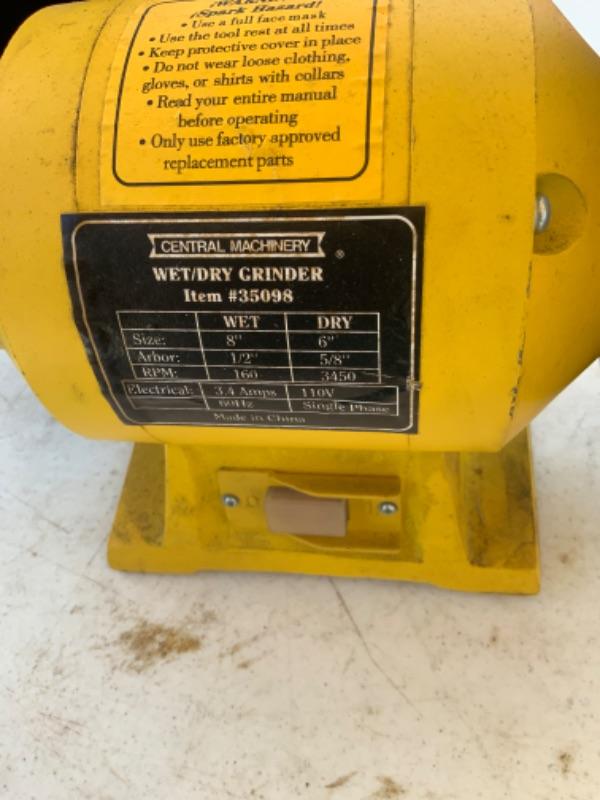 ¡WARNING!
¡Spark Hazard!
• Use a full face mask
• Use the tool rest at all times
• Keep protective cover in place
• Do not wear loose clothing,
gloves, or shirts with collars
• Read your entire manual
before operating
• Only use factory approved
replacement parts
CENTRAL MACHINERY ®
WET/DRY GRINDER
Item #35098
WET DRY
Size: 8" 6"
Arbor: 1/2" 5/8"
RPM: 160 3450
Electrical: 3.4 Amps 110V
60Hz Single Phase
Made in China